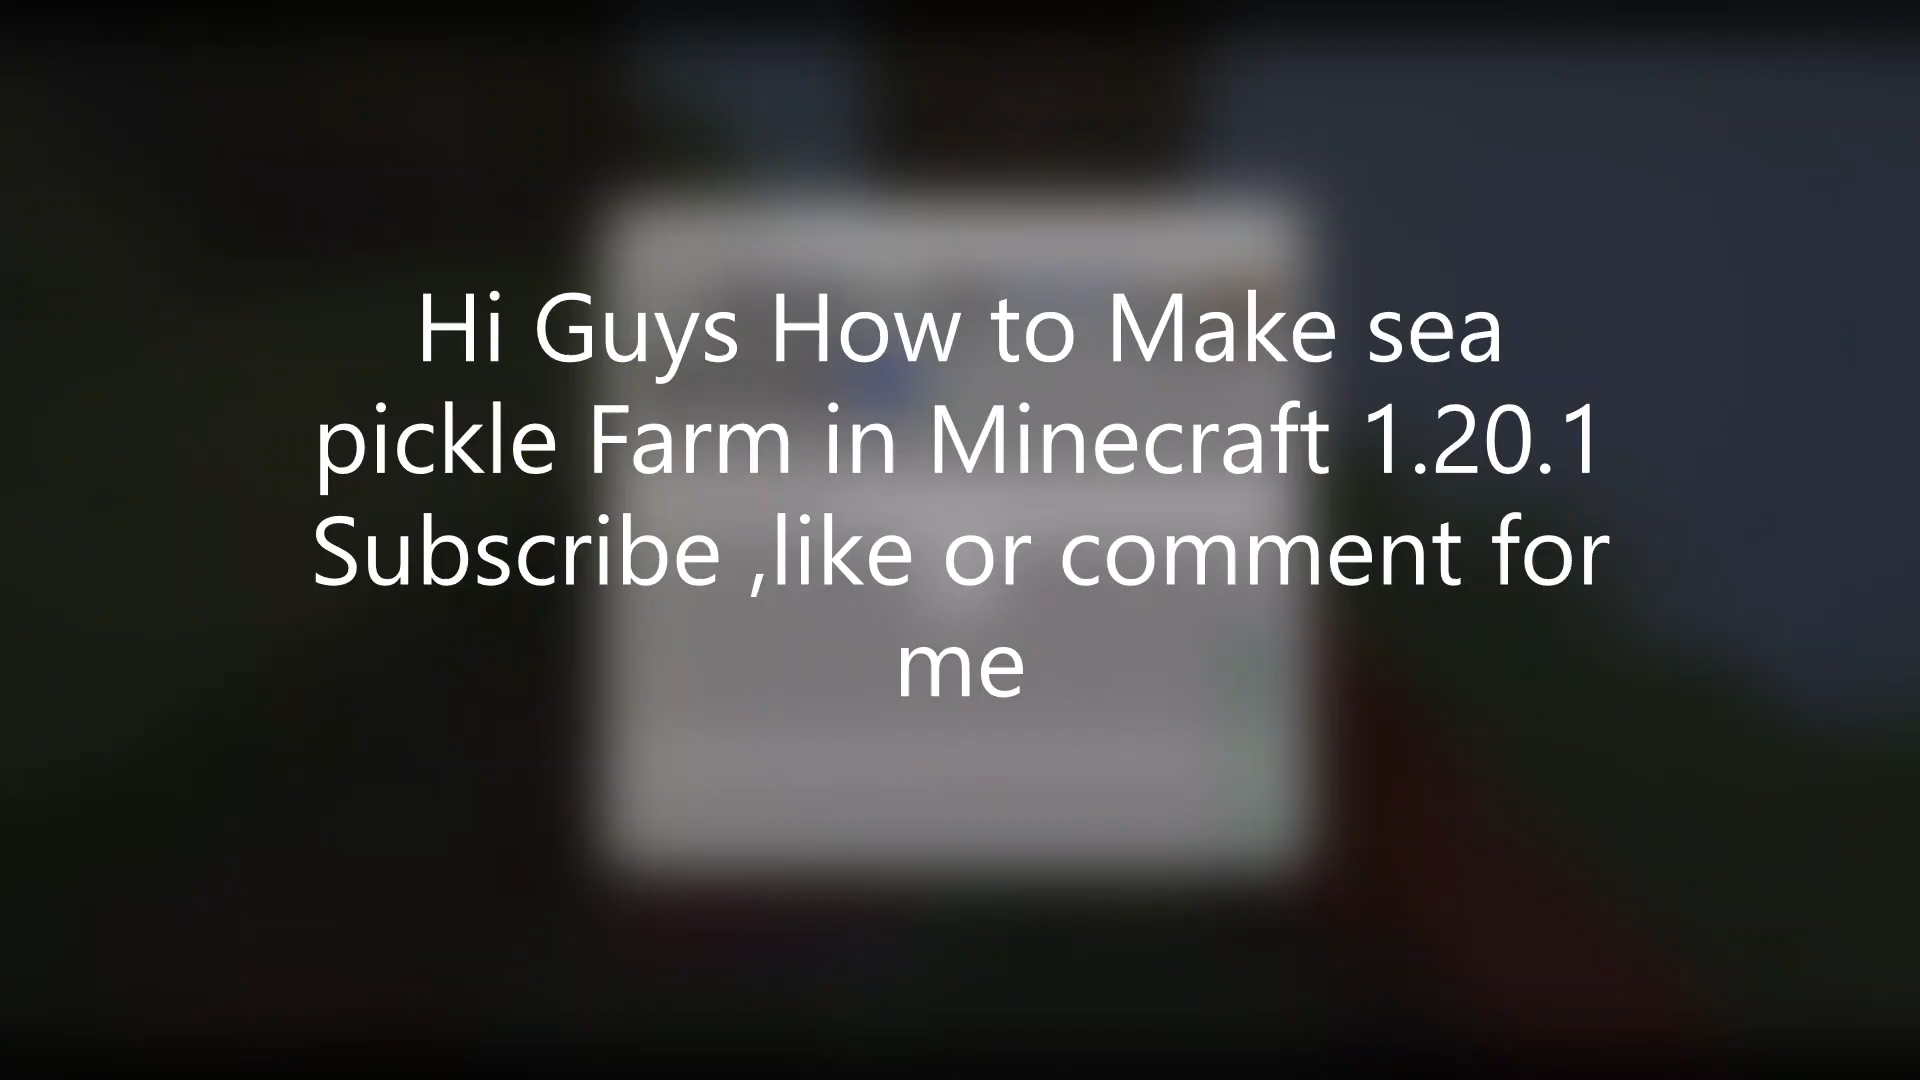 Hi Guys How to Make sea
pickle Farm in Minecraft 1.20.1
Subscribe ,like or comment for
me